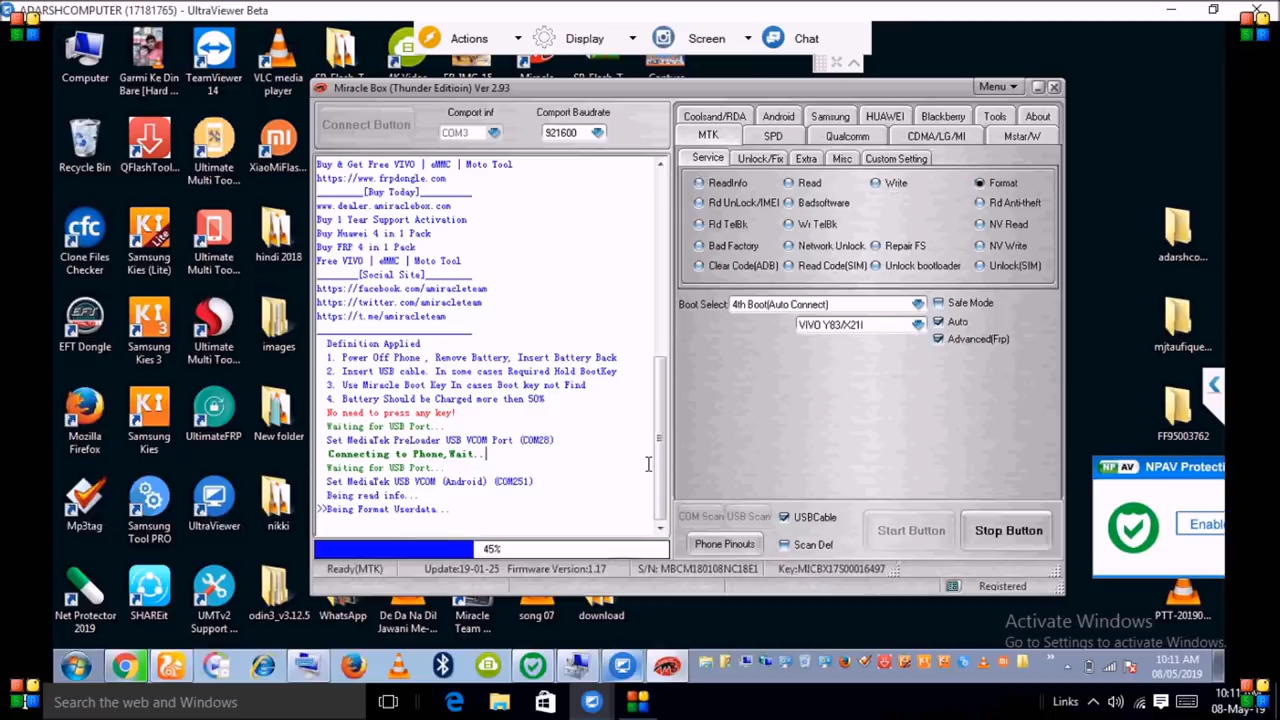 ADARSHCOMPUTER (17181765) - UltraViewer Beta
Actions
Display
Screen
Chat
Computer
Garmi Ke Din Bare [Hard ...
TeamViewer 14
VLC media player
Recycle Bin
QFlashTool...
Ultimate Multi Too...
XiaoMiFlas...
Clone Files Checker
Samsung Kies (Lite)
Ultimate Multi Too...
hindi 2018
EFT Dongle
Samsung Kies 3
Ultimate Multi Too...
images
Mozilla Firefox
Samsung Kies
UltimateFRP
New folder
Mp3tag
Samsung Tool PRO
UltraViewer
nikki
Net Protector 2019
SHAREit
UMTv2 Support ...
odin3_v3.12.5
WhatsApp
De Da Na Dil Jawani Me-...
Miracle Team ...
song 07
download
Miracle Box (Thunder Editioin) Ver 2.93
Menu
Connect Button
Comport inf
COM3
Comport Baudrate
921600
Buy & Get Free VIVO | eMMC | Moto Tool
https://www.frpdongle.com
________[Buy Today]________
www.dealer.amiraclebox.com
Buy 1 Year Support Activation
Buy Huawei 4 in 1 Pack
Buy FRP 4 in 1 Pack
Free VIVO | eMMC | Moto Tool
_______[Social Site]________
https://facebook.com/amiracleteam
https://twitter.com/amiracleteam
https://t.me/amiracleteam
Definition Applied
1. Power Off Phone , Remove Battery, Insert Battery Back
2. Insert USB cable. In some cases Required Hold BootKey
3. Use Miracle Boot Key In cases Boot key not Find
4. Battery Should be Charged more then 50%
No need to press any key!
Waiting for USB Port...
Set MediaTek PreLoader USB VCOM Port (COM28)
Connecting to Phone,Wait..
Waiting for USB Port...
Set MediaTek USB VCOM (Android) (COM251)
Being read info...
>>Being Format Userdata...
45%
Coolsand/RDA Android Samsung HUAWEI Blackberry Tools About
MTK SPD Qualcomm CDMA/LG/MI Mstar/W
Service Unlock/Fix Extra Misc Custom Setting
ReadInfo Read Write Format
Rd UnLock/IMEI Badsoftware Rd Anti-theft
Rd TelBk Wr TelBk NV Read
Bad Factory Network Unlock Repair FS NV Write
Clear Code(ADB) Read Code(SIM) Unlock bootloader Unlock(SIM)
Boot Select: 4th Boot(Auto Connect) Safe Mode
VIVO Y83/X21I Auto
Advanced(Frp)
COM Scan USB Scan USBCable
Start Button Stop Button
Phone Pinouts Scan Def
Ready(MTK) Update:19-01-25 Firmware Version:1.17 S/N: MBCM180108NC18E1 Key:MICBX17S00016497
Registered
adarshco...
mjtaufique...
FF95003762
NP AV NPAV Protecti
Enabl
PTT-20190...
Activate Windows
Go to Settings to activate Windows.
10:11 AM
08/05/2019
Search the web and Windows
Links
10:11
08-May-19